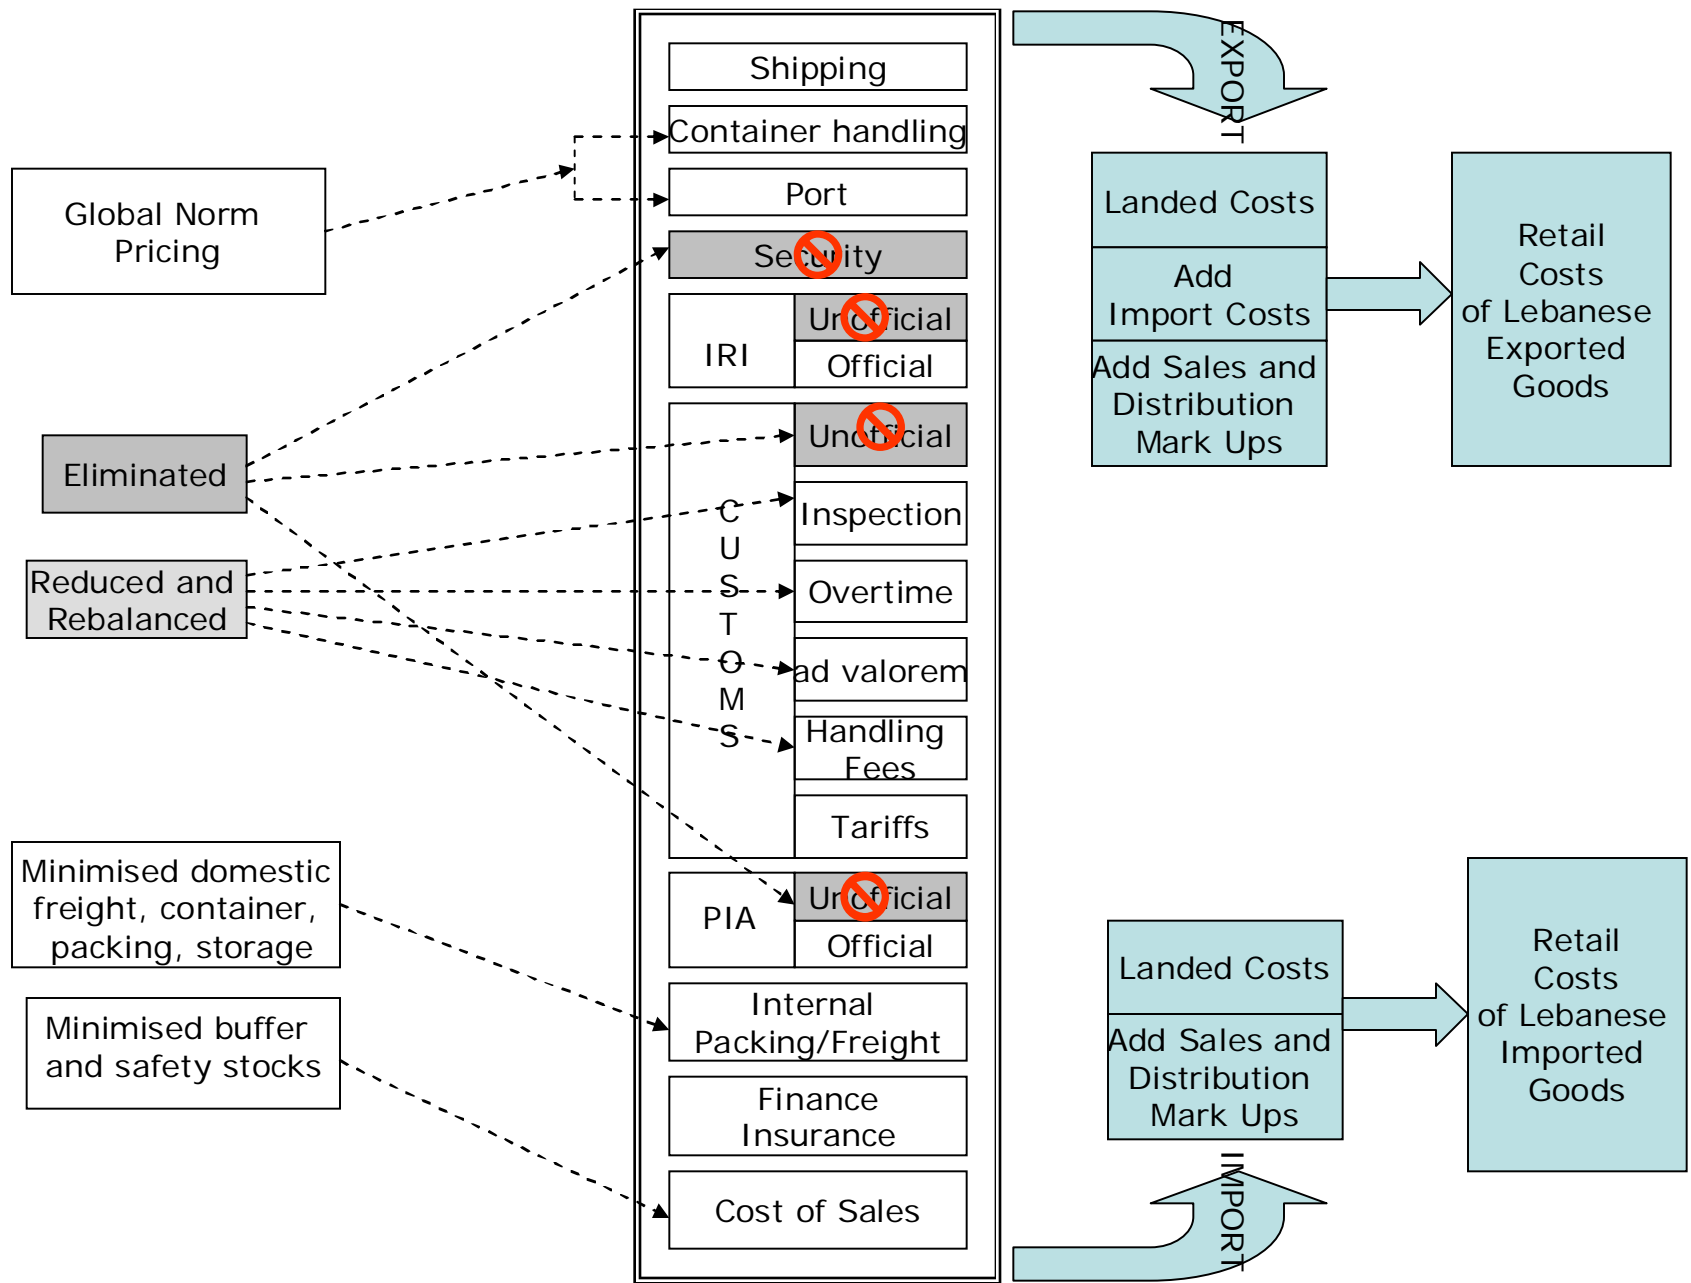 Global Norm
Pricing
Eliminated
Reduced and
Rebalanced
Minimised domestic
freight, container,
packing, storage
Minimised buffer
and safety stocks
Shipping
Container handling
Port
Security
IRI
Unofficial
Official
CUSTOMS
Unofficial
Inspection
Overtime
ad valorem
Handling
Fees
Tariffs
PIA
Unofficial
Official
Internal
Packing/Freight
Finance
Insurance
Cost of Sales
EXPORT
Landed Costs
Add
Import Costs
Add Sales and
Distribution
Mark Ups
Retail
Costs
of Lebanese
Exported
Goods
Landed Costs
Add Sales and
Distribution
Mark Ups
IMPORT
Retail
Costs
of Lebanese
Imported
Goods